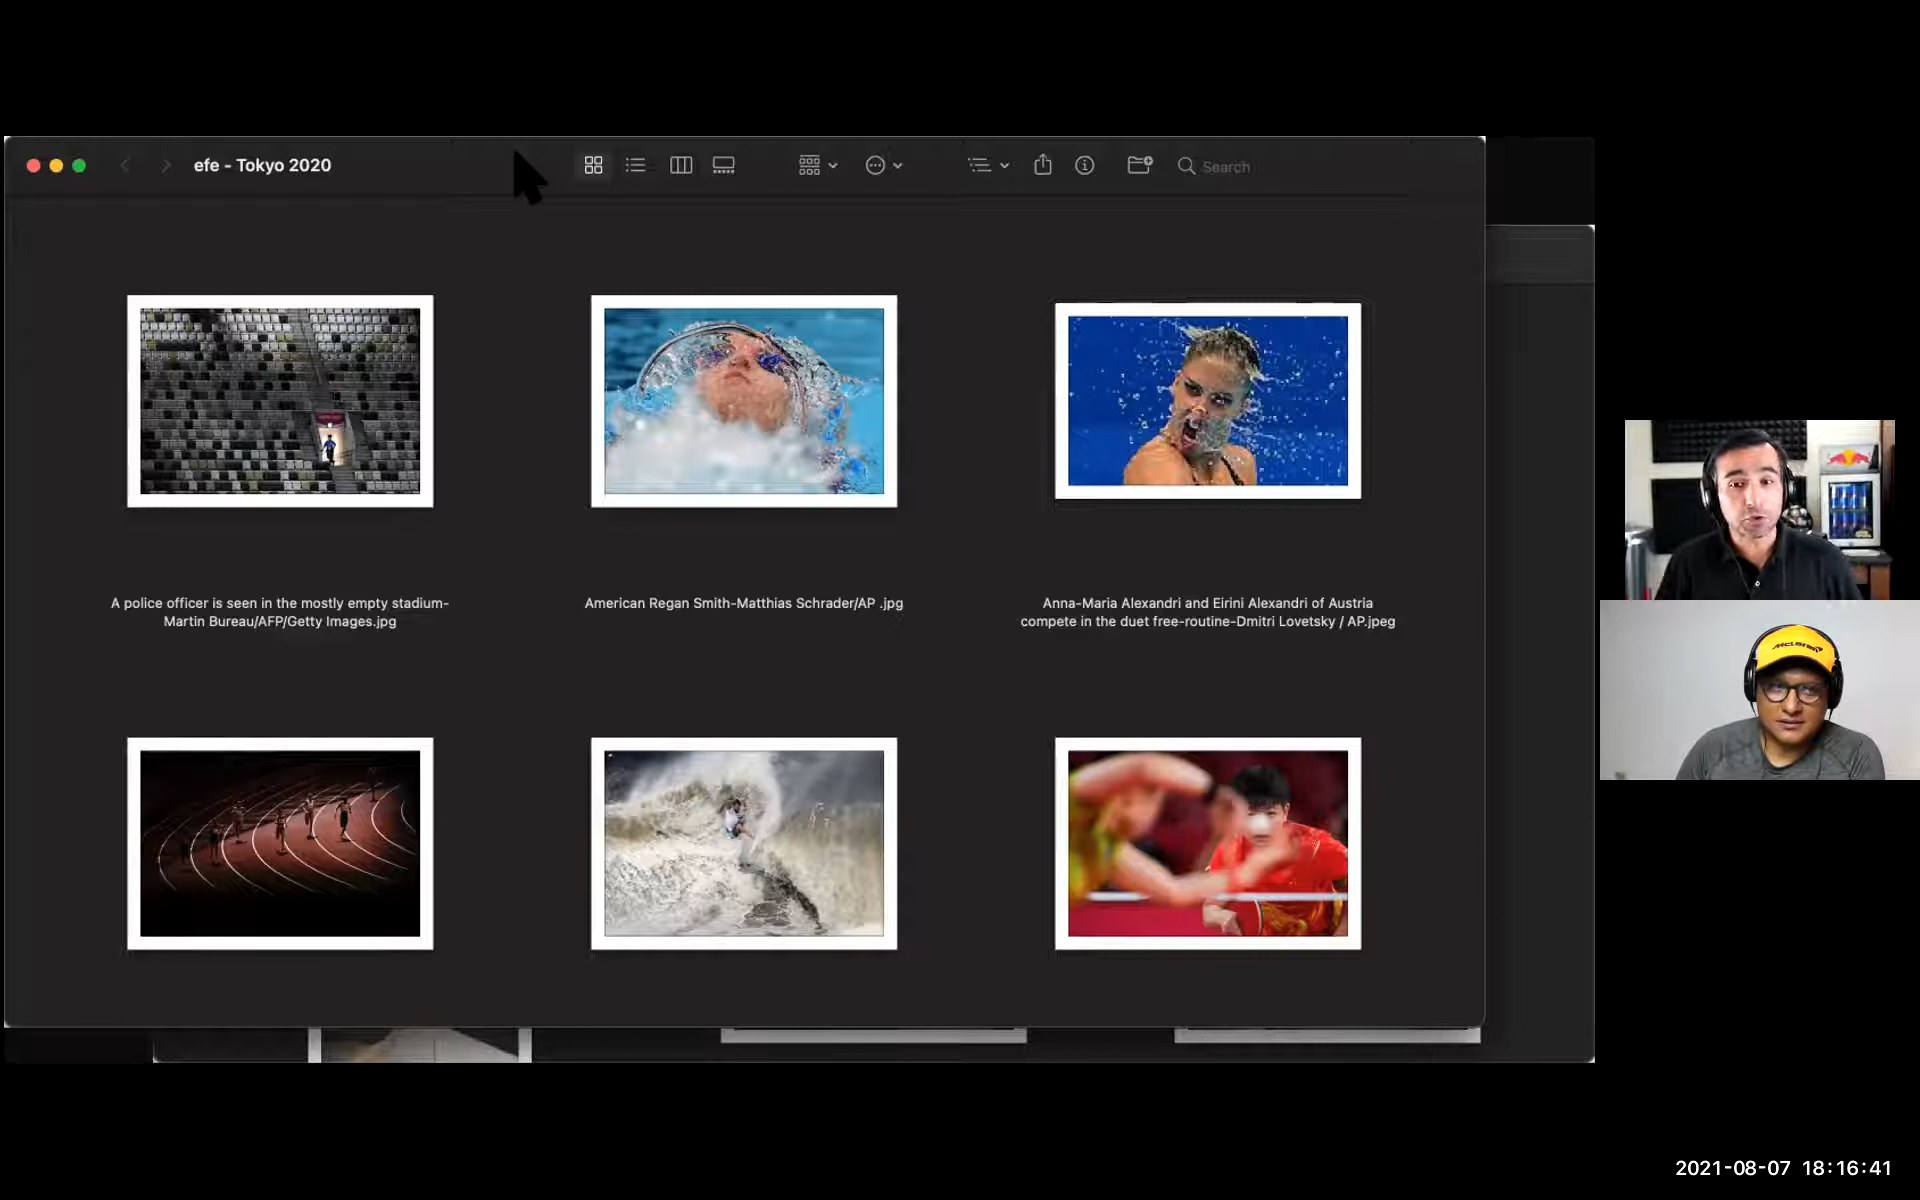 efe - Tokyo 2020
Search
A police officer is seen in the mostly empty stadium-
Martin Bureau/AFP/Getty Images.jpg
American Regan Smith-Matthias Schrader/AP .jpg
Anna-Maria Alexandri and Eirini Alexandri of Austria
compete in the duet free-routine-Dmitri Lovetsky / AP.jpeg
McLaren
2021-08-07 18:16:41